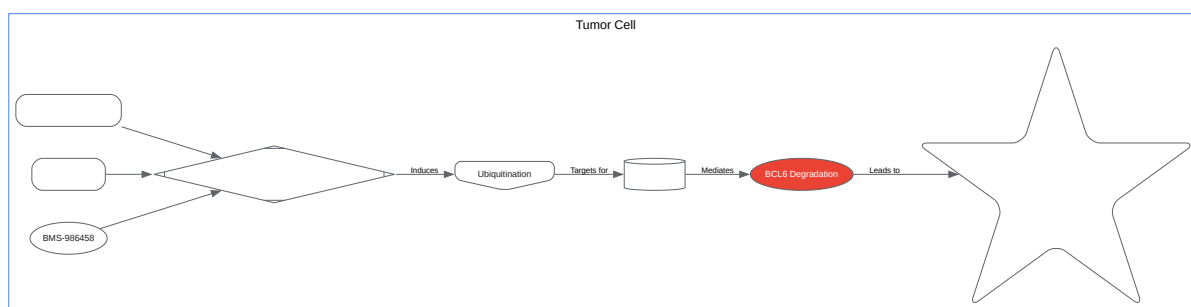 Tumor Cell
Induces
Ubiquitination
Targets for
Mediates
BCL6 Degradation
Leads to
BMS-986458